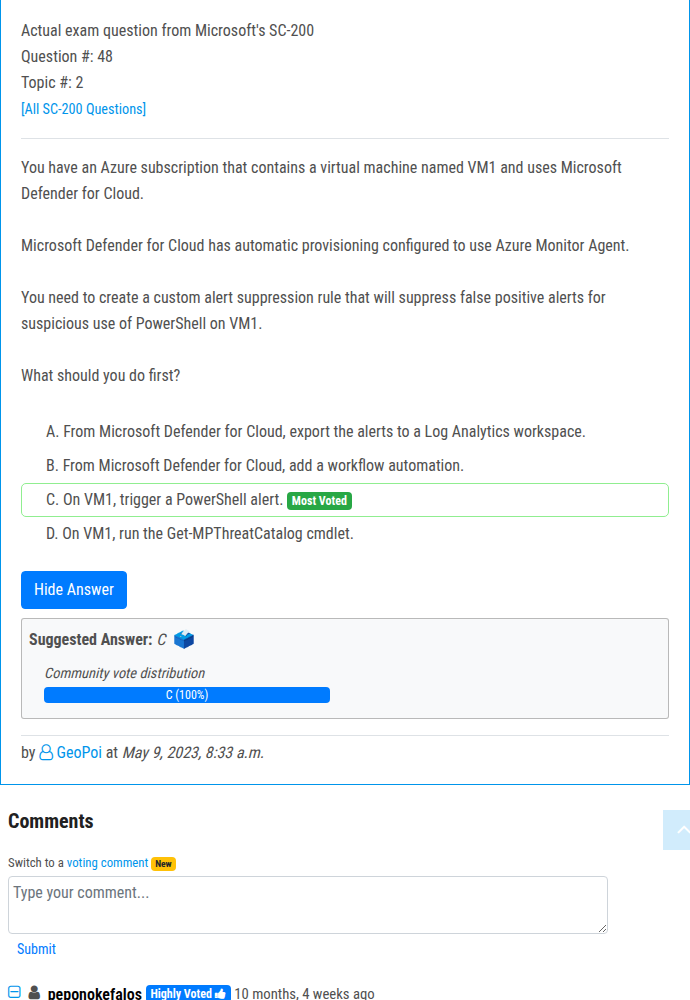 Actual exam question from Microsoft's SC-200
Question #: 48
Topic #: 2
[All SC-200 Questions]
You have an Azure subscription that contains a virtual machine named VM1 and uses Microsoft
Defender for Cloud.
Microsoft Defender for Cloud has automatic provisioning configured to use Azure Monitor Agent.
You need to create a custom alert suppression rule that will suppress false positive alerts for
suspicious use of PowerShell on VM1.
What should you do first?
A. From Microsoft Defender for Cloud, export the alerts to a Log Analytics workspace.
B. From Microsoft Defender for Cloud, add a workflow automation.
C. On VM1, trigger a PowerShell alert. Most Voted
D. On VM1, run the Get-MPThreatCatalog cmdlet.
Hide Answer
Suggested Answer: C
Community vote distribution
C (100%)
by GeoPoi at May 9, 2023, 8:33 a.m.
Comments
Switch to a voting comment New
Type your comment...
Submit
peponokefalos Highly Voted 10 months, 4 weeks ago